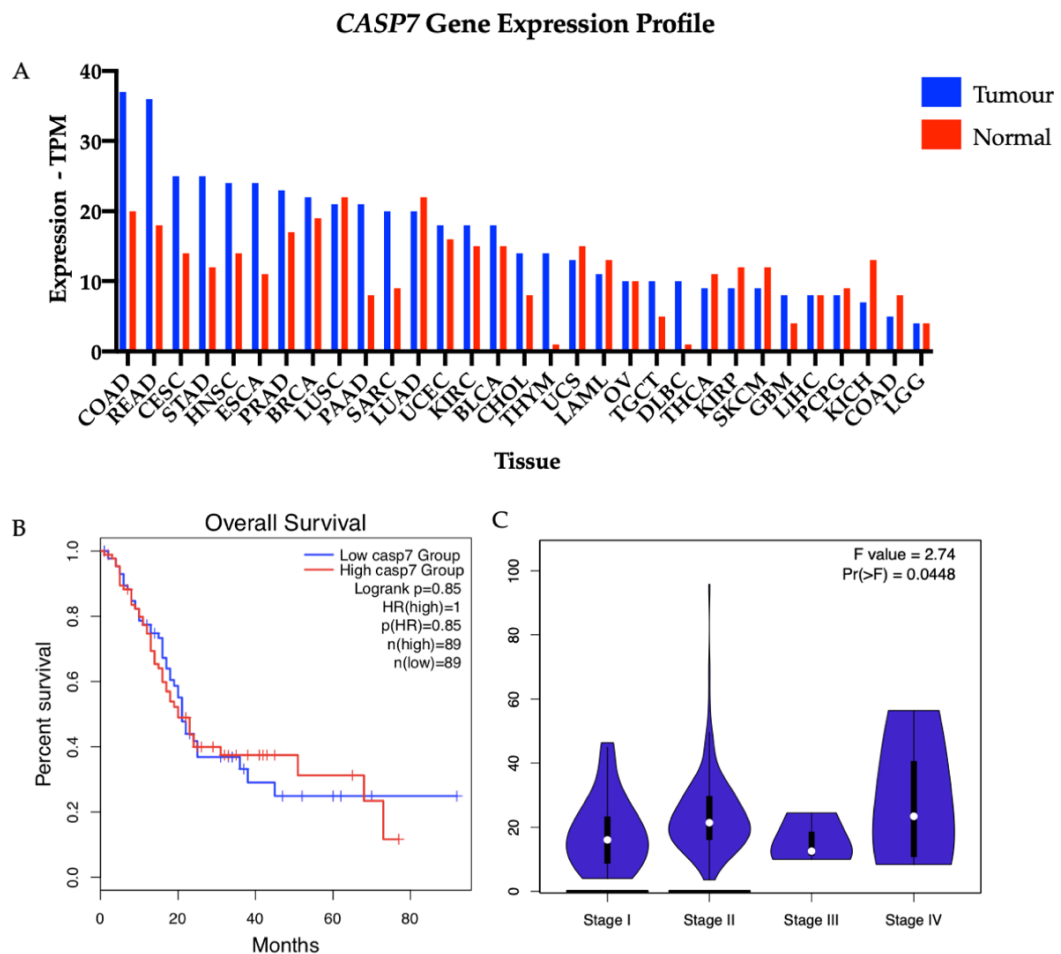 CASP7 Gene Expression Profile
A
Tumour
Normal
Expression - TPM
40
30
20
10
0
COAD READ CESC STAD HNSC ESCA PRAD BRCA LUSC PAAD SARC LUAD UCEC KIRC BLCA CHOL THYM UCS LAML OV TGCT DLBC THCA KIRP SKCM GBM LIHC PCPG KICH COAD LGG
Tissue
B
Overall Survival
Low casp7 Group
High casp7 Group
Logrank p=0.85
HR(high)=1
p(HR)=0.85
n(high)=89
n(low)=89
Percent survival
1.0
0.8
0.6
0.4
0.2
0.0
0 20 40 60 80
Months
C
F value = 2.74
Pr(>F) = 0.0448
100
80
60
40
20
0
Stage I Stage II Stage III Stage IV